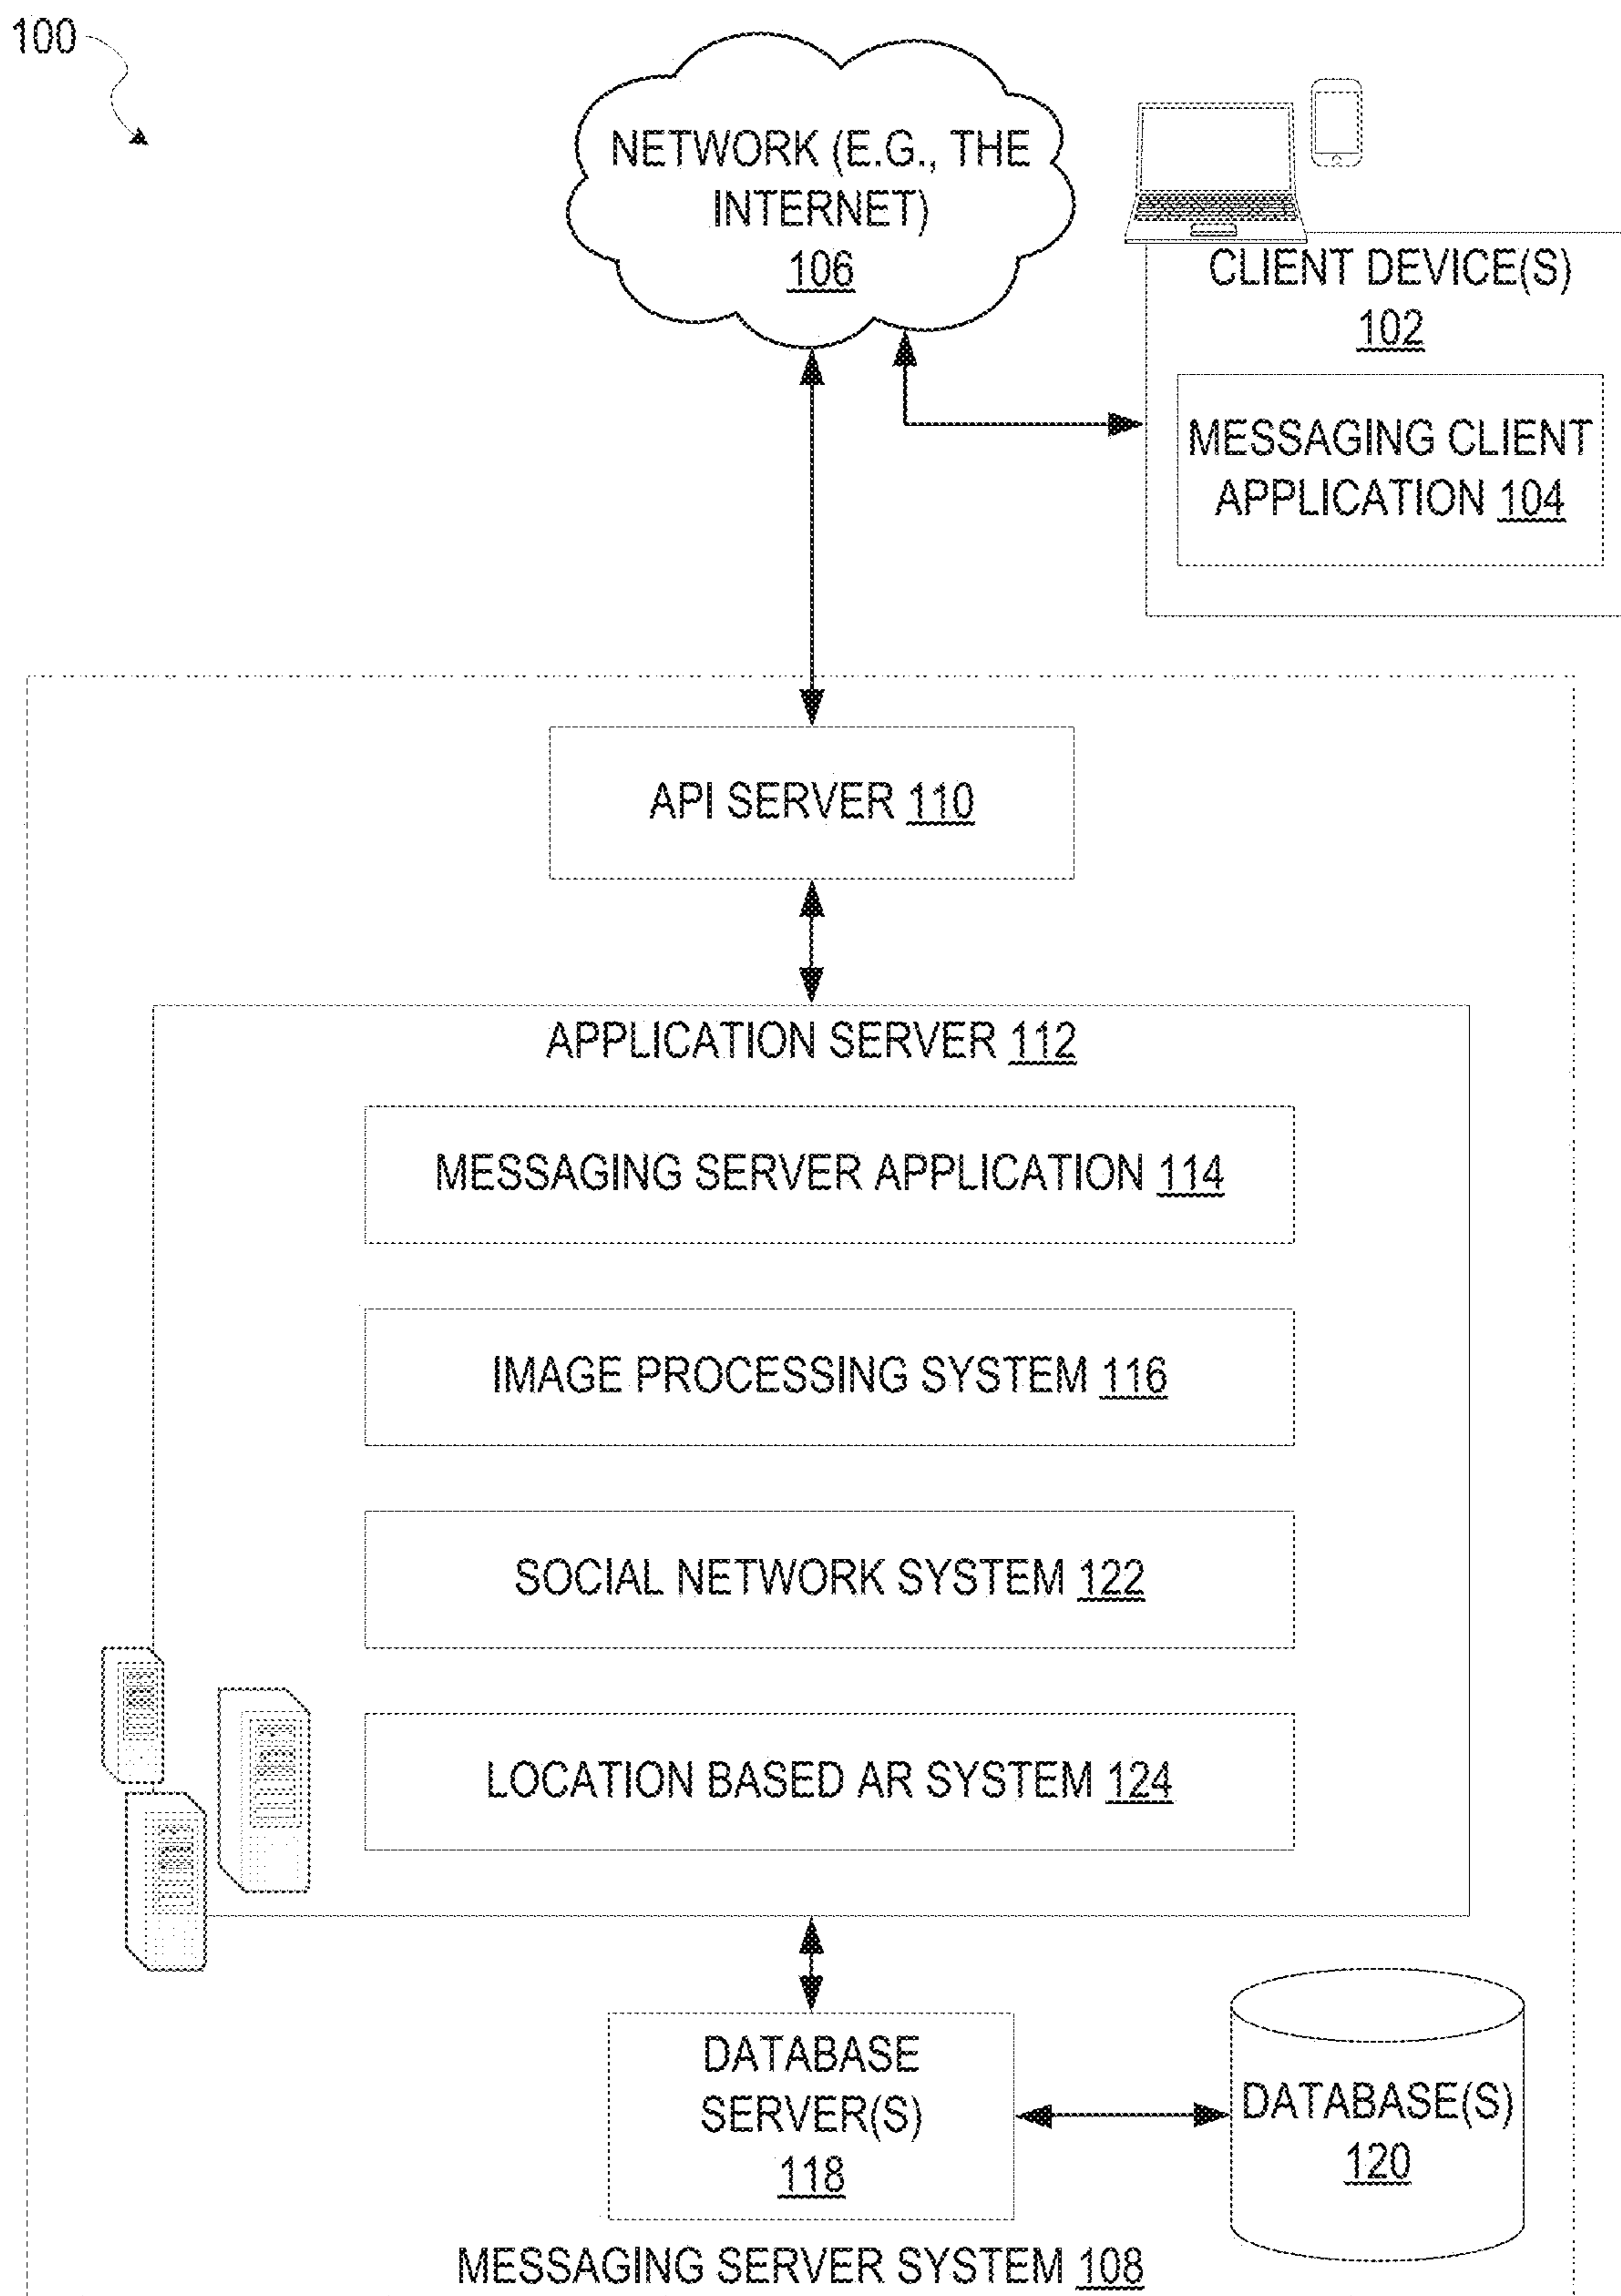 100
NETWORK (E.G., THE
INTERNET)
106
CLIENT DEVICE(S)
102
MESSAGING CLIENT
APPLICATION 104
API SERVER 110
APPLICATION SERVER 112
MESSAGING SERVER APPLICATION 114
IMAGE PROCESSING SYSTEM 116
SOCIAL NETWORK SYSTEM 122
LOCATION BASED AR SYSTEM 124
DATABASE
SERVER(S)
118
DATABASE(S)
120
MESSAGING SERVER SYSTEM 108